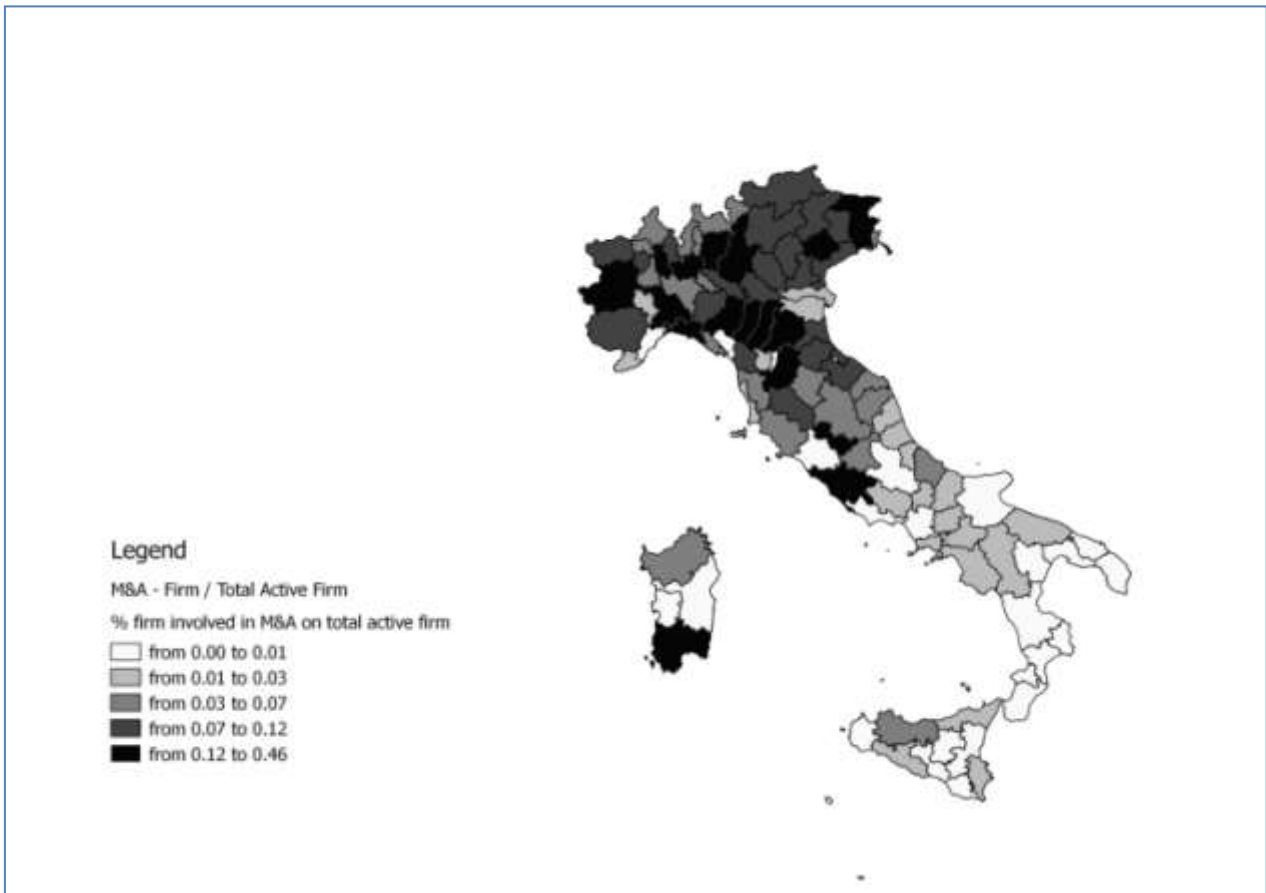 Legend
M&A - Firm / Total Active Firm
% firm involved in M&A on total active firm
from 0.00 to 0.01
from 0.01 to 0.03
from 0.03 to 0.07
from 0.07 to 0.12
from 0.12 to 0.46